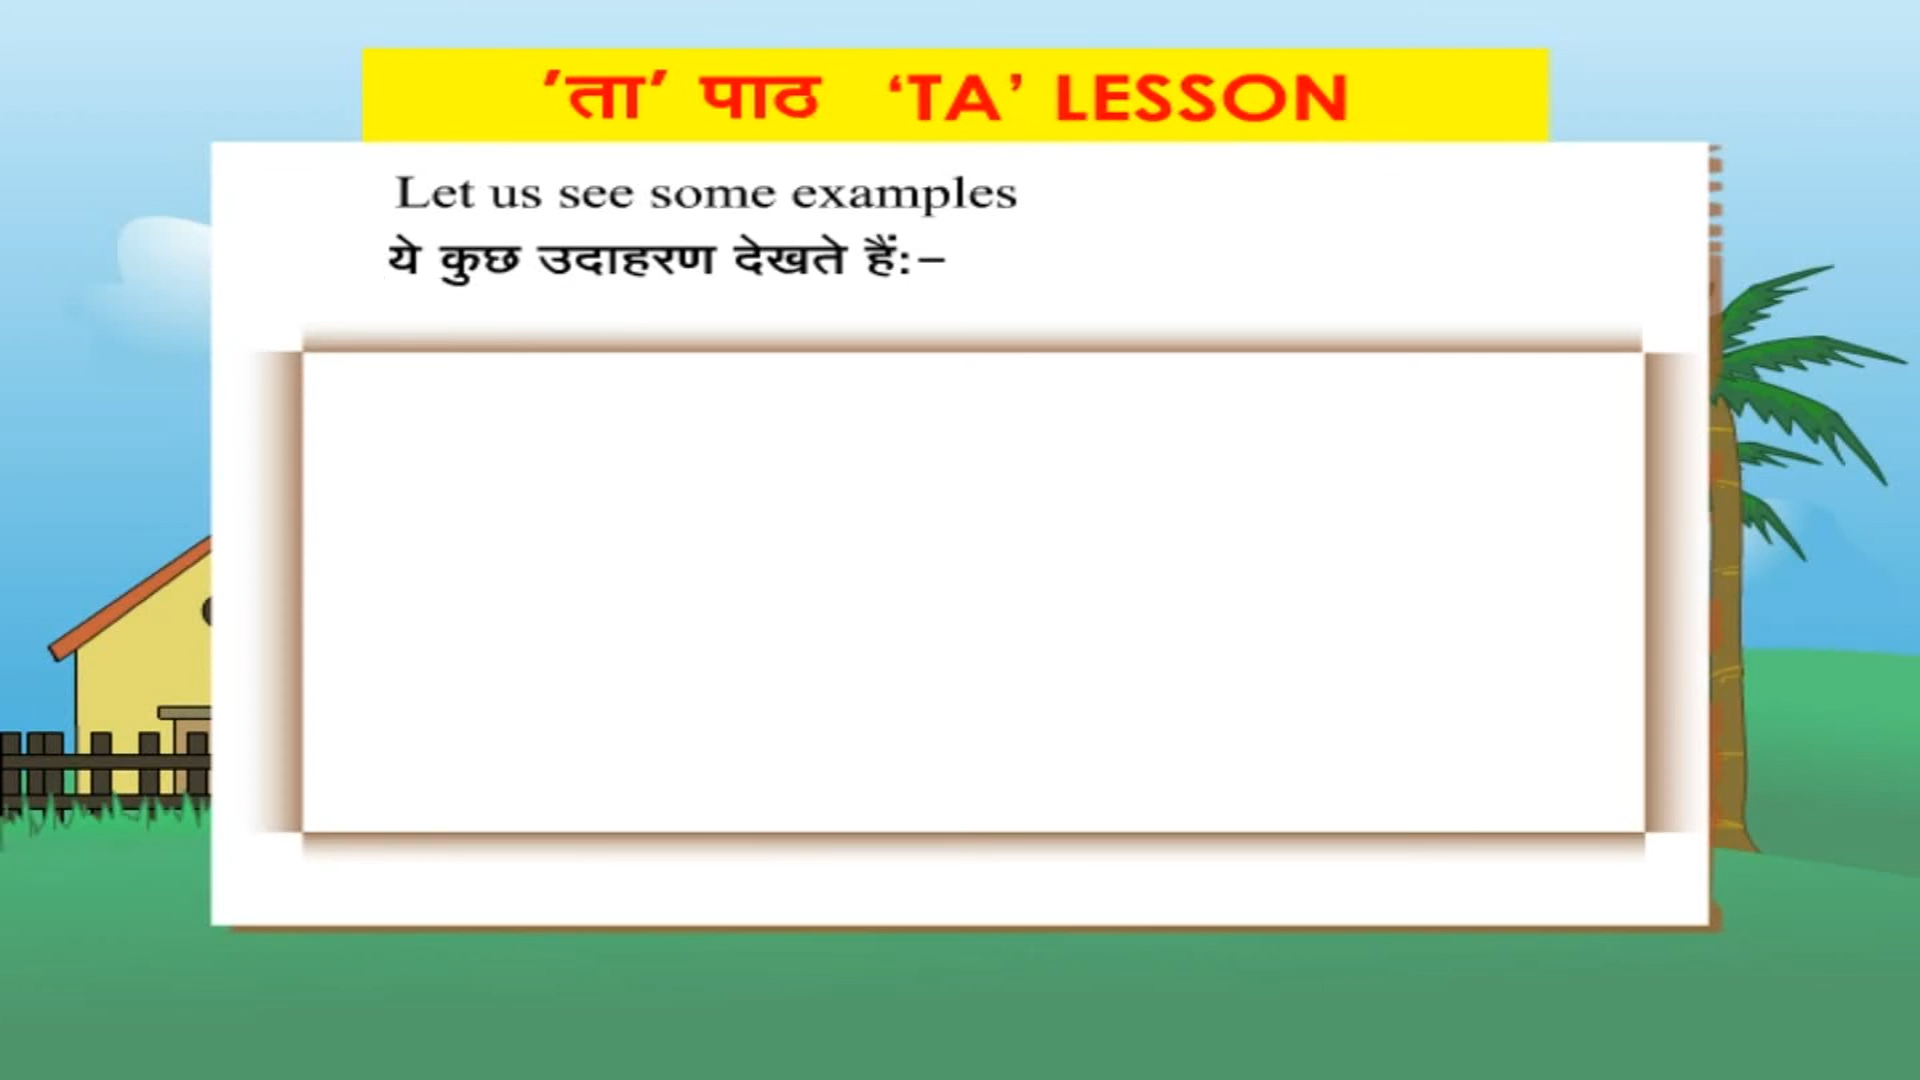 'ता' पाठ ‘TA’ LESSON
Let us see some examples
ये कुछ उदाहरण देखते हैं:–